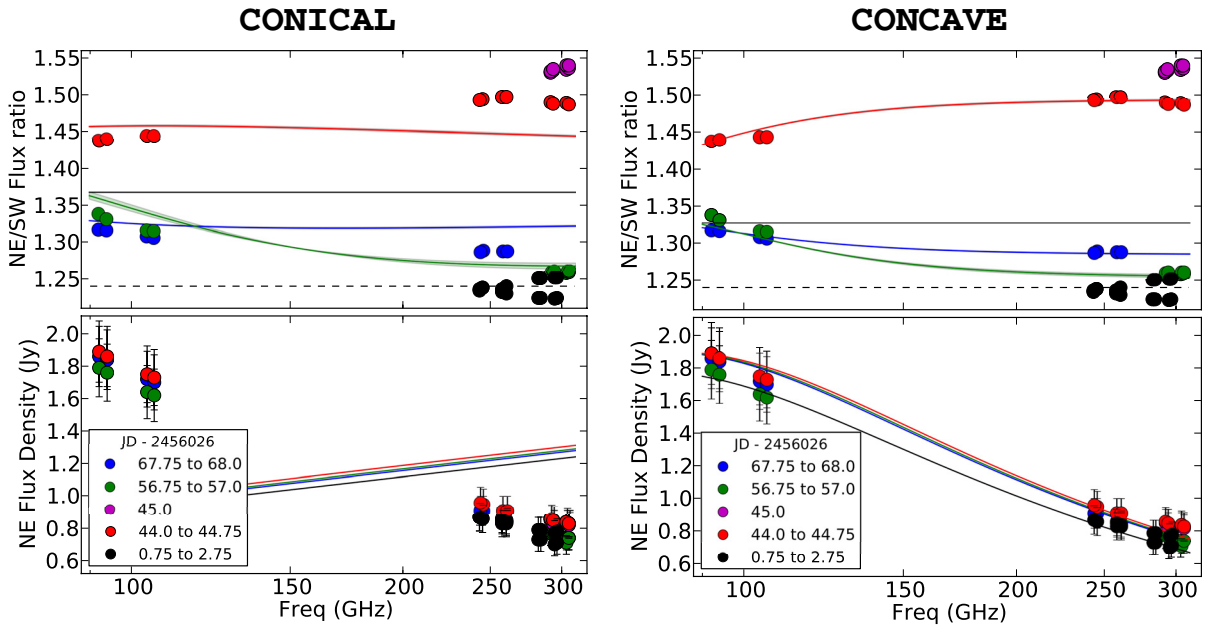 CONICAL
NE/SW Flux ratio
1.55
1.50
1.45
1.40
1.35
1.30
1.25
NE Flux Density (Jy)
2.0
1.8
1.6
1.4
1.2
1.0
0.8
0.6
JD - 2456026
67.75 to 68.0
56.75 to 57.0
45.0
44.0 to 44.75
0.75 to 2.75
100
150
200
250
300
Freq (GHz)
CONCAVE
NE/SW Flux ratio
1.55
1.50
1.45
1.40
1.35
1.30
1.25
NE Flux Density (Jy)
2.0
1.8
1.6
1.4
1.2
1.0
0.8
0.6
JD - 2456026
67.75 to 68.0
56.75 to 57.0
45.0
44.0 to 44.75
0.75 to 2.75
100
150
200
250
300
Freq (GHz)